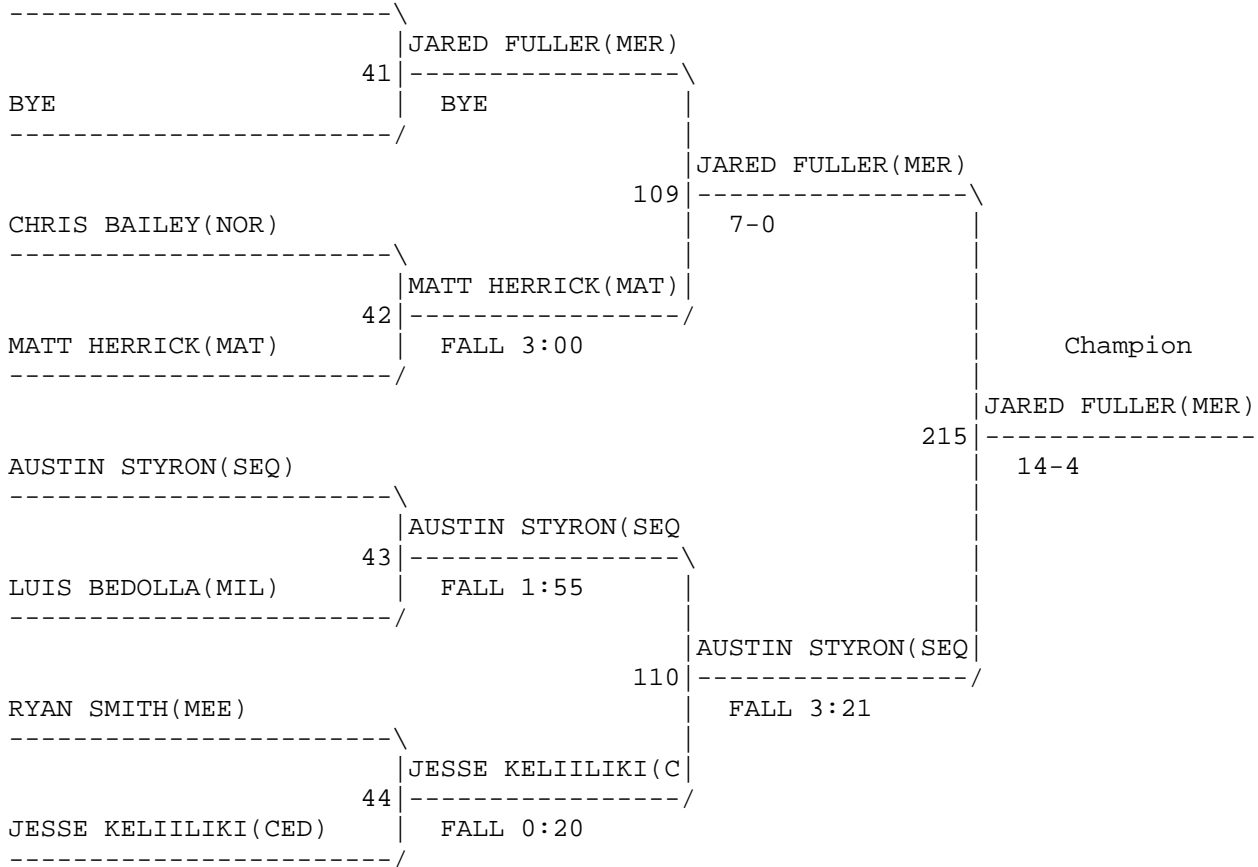 JARED FULLER(MER)
41
BYE BYE
JARED FULLER(MER)
109
CHRIS BAILEY(NOR) 7-0
MATT HERRICK(MAT)
42
MATT HERRICK(MAT) FALL 3:00 Champion
JARED FULLER(MER)
215
AUSTIN STYRON(SEQ) 14-4
AUSTIN STYRON(SEQ
43
LUIS BEDOLLA(MIL) FALL 1:55
AUSTIN STYRON(SEQ
110
RYAN SMITH(MEE) FALL 3:21
JESSE KELIILIKI(C
44
JESSE KELIILIKI(CED) FALL 0:20